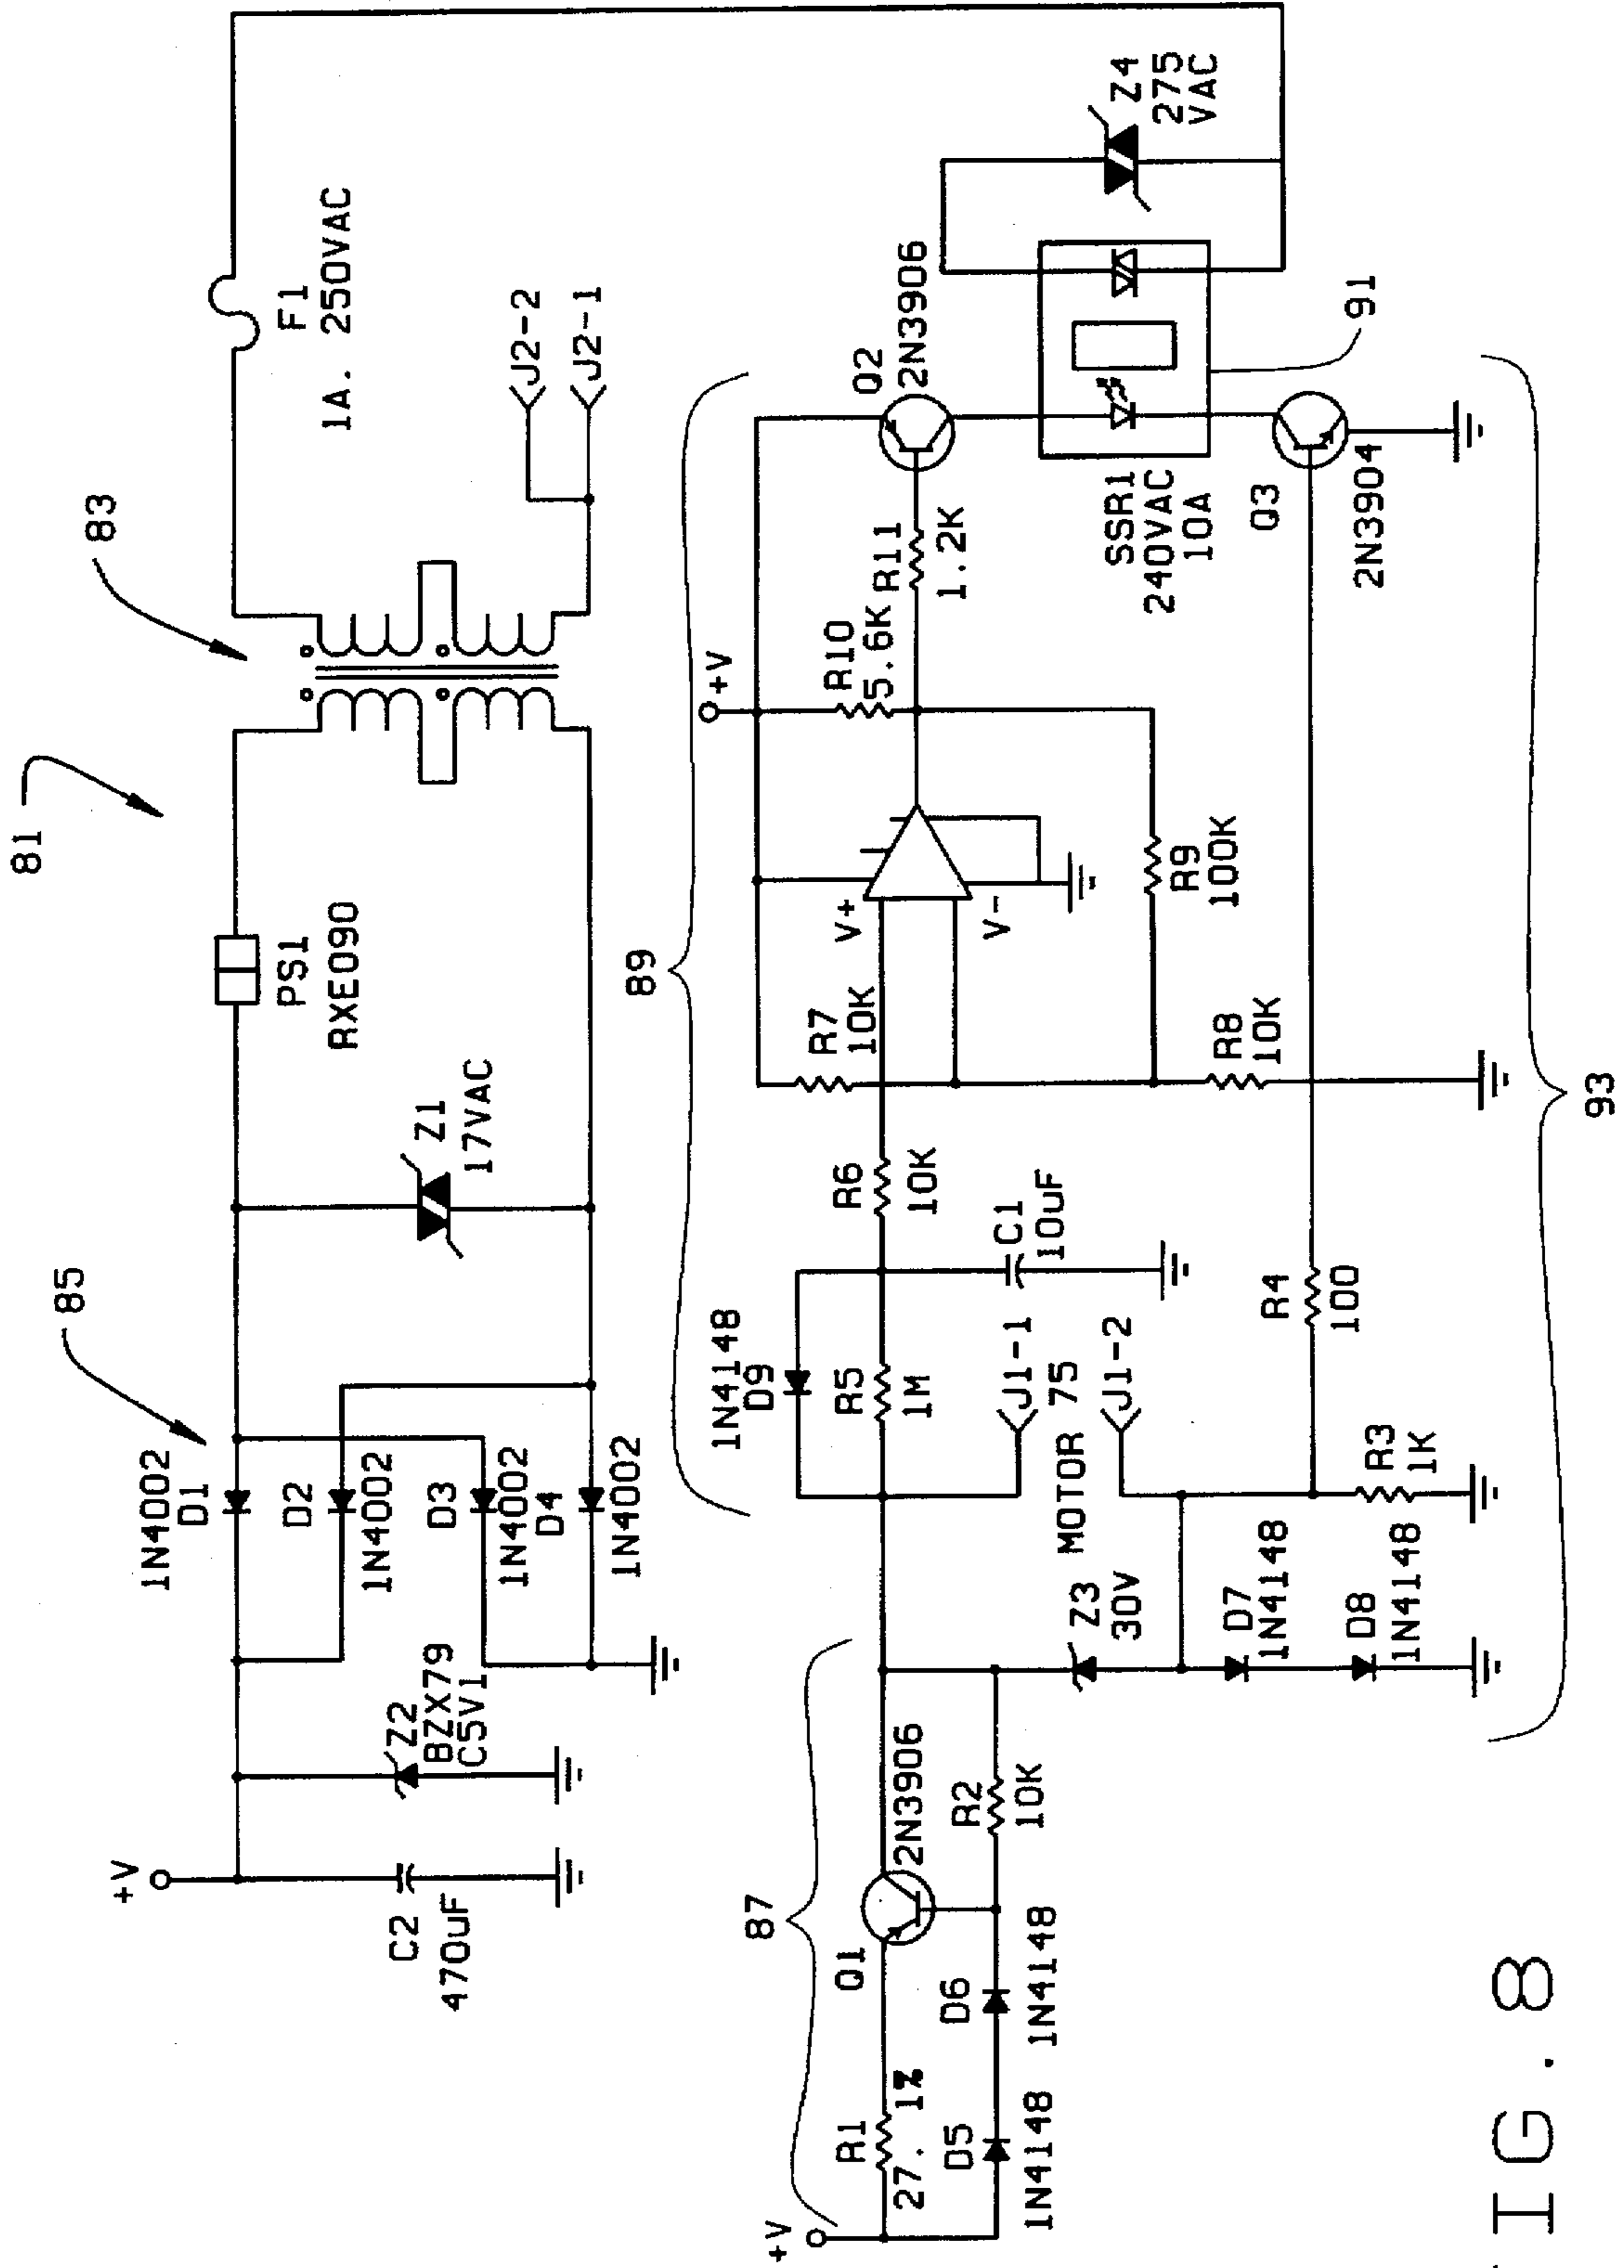 81
83
85
1N4002
D1
D2
1N4002
D3
1N4002
D4
1N4002
+V
C2
470uF
Z2
BZX79
C5V1
Z1
17VAC
PS1
RXE090
F1
1A. 250VAC
J2-2
J2-1
87
+V
R1
27. 1%
Q1
2N3906
D5
1N4148
D6
1N4148
R2
10K
89
1N4148
D9
R5
1M
R6
10K
C1
10uF
J1-1
MOTOR 75
J1-2
Z3
30V
D7
1N4148
D8
1N4148
R3
1K
R4
100
R7
10K
V+
V-
R8
10K
R9
100K
+V
R10
5.6K
R11
1.2K
Q2
2N3906
SSR1
240VAC
10A
Q3
2N3904
Z4
275
VAC
91
93
IG. 8